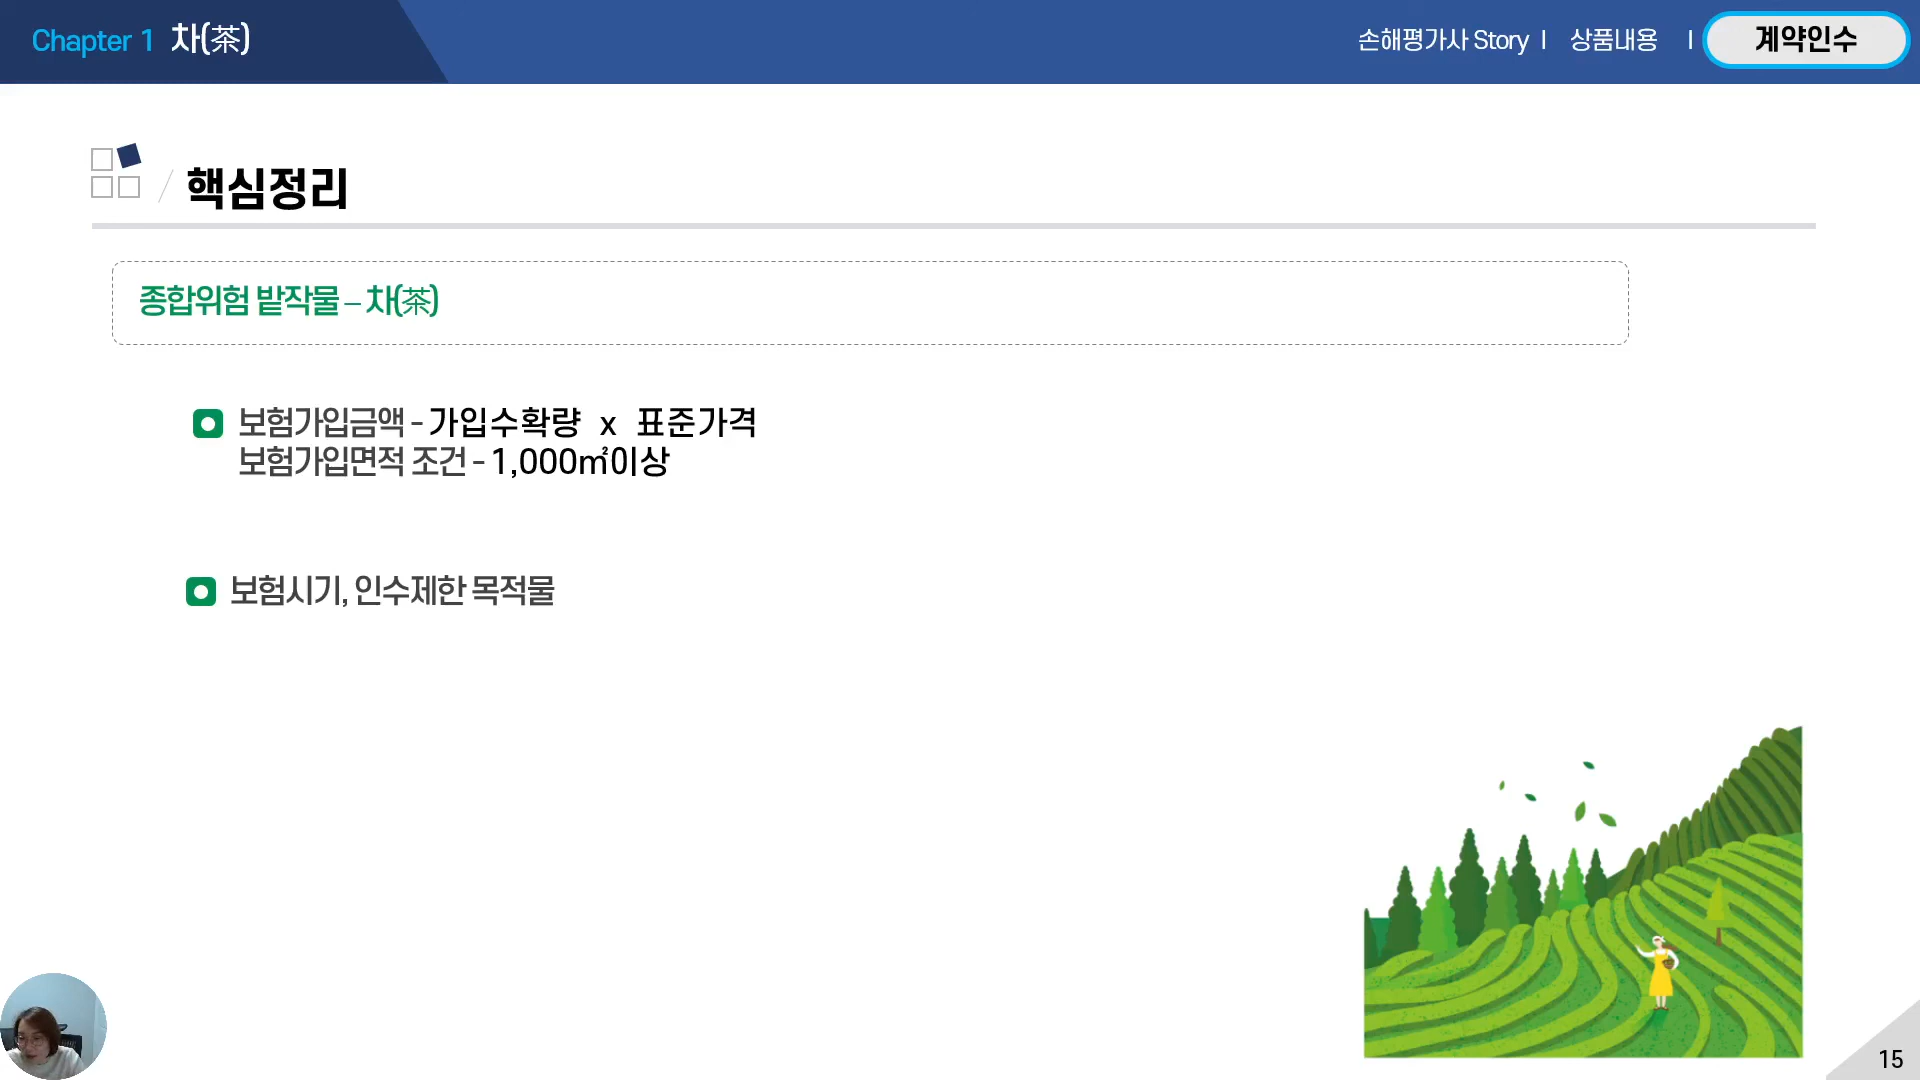 Chapter 1 차(茶)
손해평가사 Story I 상품내용 I 계약인수
핵심정리
종합위험 밭작물 – 차(茶)
보험가입금액 - 가입수확량 x 표준가격
보험가입면적 조건 - 1,000㎡이상
보험시기, 인수제한 목적물
15